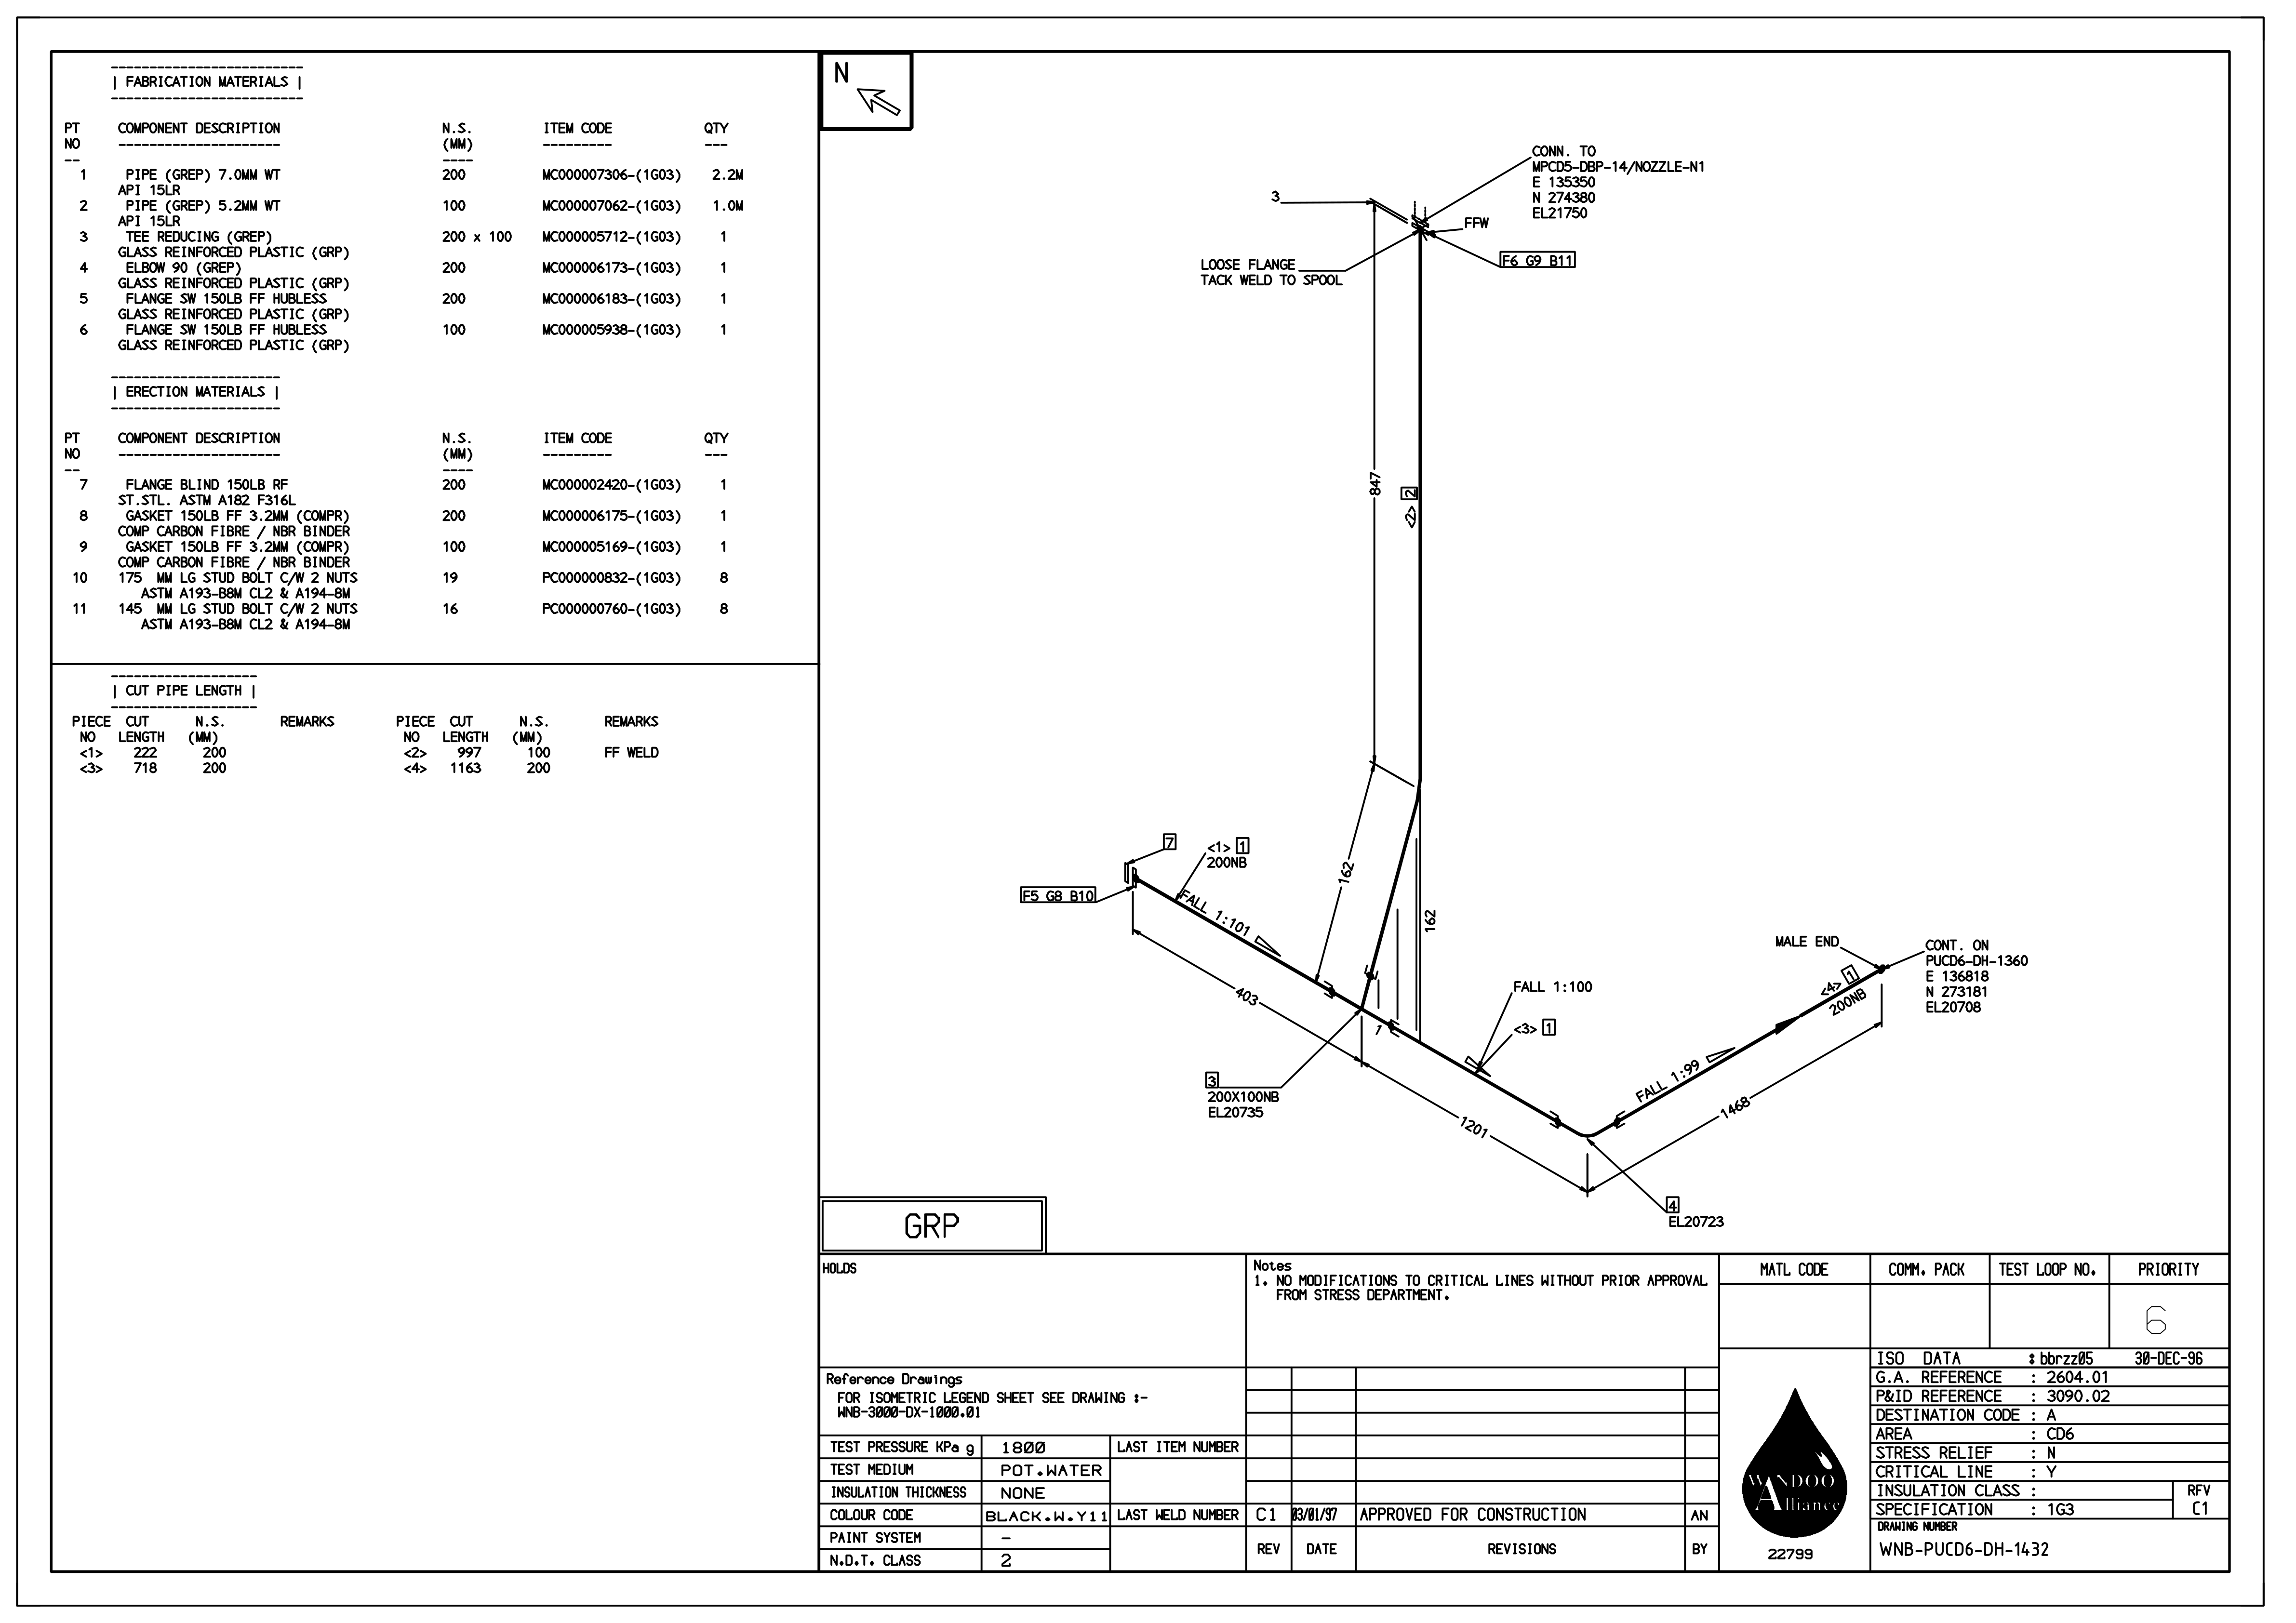 | FABRICATION MATERIALS |
PT COMPONENT DESCRIPTION N.S. ITEM CODE QTY
NO (MM)
1 PIPE (GREP) 7.0MM WT 200 MC000007306-(1G03) 2.2M
API 15LR
2 PIPE (GREP) 5.2MM WT 100 MC000007062-(1G03) 1.0M
API 15LR
3 TEE REDUCING (GREP) 200 x 100 MC000005712-(1G03) 1
GLASS REINFORCED PLASTIC (GRP)
4 ELBOW 90 (GREP) 200 MC000006173-(1G03) 1
GLASS REINFORCED PLASTIC (GRP)
5 FLANGE SW 150LB FF HUBLESS 200 MC000006183-(1G03) 1
GLASS REINFORCED PLASTIC (GRP)
6 FLANGE SW 150LB FF HUBLESS 100 MC000005938-(1G03) 1
GLASS REINFORCED PLASTIC (GRP)
| ERECTION MATERIALS |
PT COMPONENT DESCRIPTION N.S. ITEM CODE QTY
NO (MM)
7 FLANGE BLIND 150LB RF 200 MC000002420-(1G03) 1
ST.STL. ASTM A182 F316L
8 GASKET 150LB FF 3.2MM (COMPR) 200 MC000006175-(1G03) 1
COMP CARBON FIBRE / NBR BINDER
9 GASKET 150LB FF 3.2MM (COMPR) 100 MC000005169-(1G03) 1
COMP CARBON FIBRE / NBR BINDER
10 175 MM LG STUD BOLT C/W 2 NUTS 19 PC000000832-(1G03) 8
ASTM A193-B8M CL2 & A194-8M
11 145 MM LG STUD BOLT C/W 2 NUTS 16 PC000000760-(1G03) 8
ASTM A193-B8M CL2 & A194-8M
| CUT PIPE LENGTH |
PIECE CUT N.S. REMARKS PIECE CUT N.S. REMARKS
NO LENGTH (MM) NO LENGTH (MM)
<1> 222 200 <2> 997 100 FF WELD
<3> 718 200 <4> 1163 200
N
CONN. TO
MPCD5-DBP-14/NOZZLE-N1
E 135350
N 274380
EL21750
3
FFW
F6 G9 B11
LOOSE FLANGE
TACK WELD TO SPOOL
847
<2> 2
7
<1> 1
200NB
F5 G8 B10
FALL 1:101
162
162
403
1
FALL 1:100
<3> 1
MALE END
CONT. ON
PUCD6-DH-1360
E 136818
N 273181
EL20708
<4> 1
200NB
FALL 1:99
1468
3
200X100NB
EL20735
1201
4
EL20723
GRP
HOLDS
Notes
1. NO MODIFICATIONS TO CRITICAL LINES WITHOUT PRIOR APPROVAL
FROM STRESS DEPARTMENT.
MATL CODE COMM. PACK TEST LOOP NO. PRIORITY
6
Reference Drawings
FOR ISOMETRIC LEGEND SHEET SEE DRAWING :-
WNB-3000-DX-1000.01
TEST PRESSURE KPa g 1800 LAST ITEM NUMBER
TEST MEDIUM POT.WATER
INSULATION THICKNESS NONE
COLOUR CODE BLACK.W.Y11 LAST WELD NUMBER
PAINT SYSTEM -
N.D.T. CLASS 2
C1 03/01/97 APPROVED FOR CONSTRUCTION AN
REV DATE REVISIONS BY
WANDOO
Alliance
22799
ISO DATA : bbrzz05 30-DEC-96
G.A. REFERENCE : 2604.01
P&ID REFERENCE : 3090.02
DESTINATION CODE : A
AREA : CD6
STRESS RELIEF : N
CRITICAL LINE : Y
INSULATION CLASS : RFV
SPECIFICATION : 1G3 C1
DRAWING NUMBER
WNB-PUCD6-DH-1432